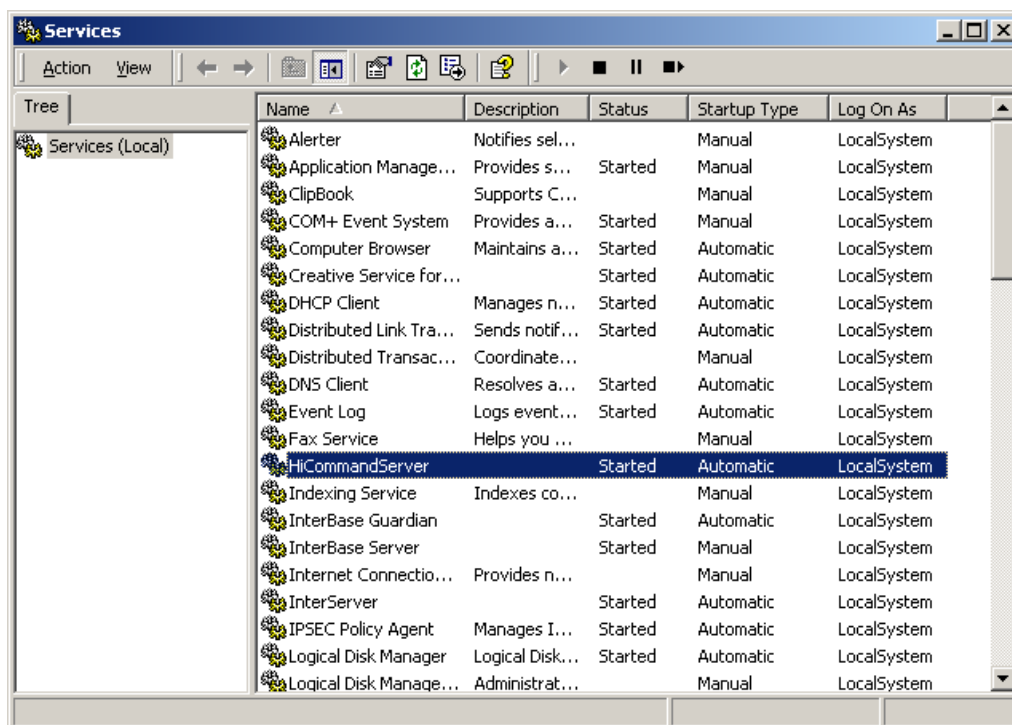 Services
Action View
Tree
Services (Local)
Name Description Status Startup Type Log On As
Alerter Notifies sel... Manual LocalSystem
Application Manage... Provides s... Started Manual LocalSystem
ClipBook Supports C... Manual LocalSystem
COM+ Event System Provides a... Started Manual LocalSystem
Computer Browser Maintains a... Started Automatic LocalSystem
Creative Service for... Started Automatic LocalSystem
DHCP Client Manages n... Started Automatic LocalSystem
Distributed Link Tra... Sends notif... Started Automatic LocalSystem
Distributed Transac... Coordinate... Manual LocalSystem
DNS Client Resolves a... Started Automatic LocalSystem
Event Log Logs event... Started Automatic LocalSystem
Fax Service Helps you ... Manual LocalSystem
HiCommandServer Started Automatic LocalSystem
Indexing Service Indexes co... Manual LocalSystem
InterBase Guardian Started Automatic LocalSystem
InterBase Server Started Manual LocalSystem
Internet Connectio... Provides n... Manual LocalSystem
InterServer Started Automatic LocalSystem
IPSEC Policy Agent Manages I... Started Automatic LocalSystem
Logical Disk Manager Logical Disk... Started Automatic LocalSystem
Logical Disk Manage... Administrat... Manual LocalSystem